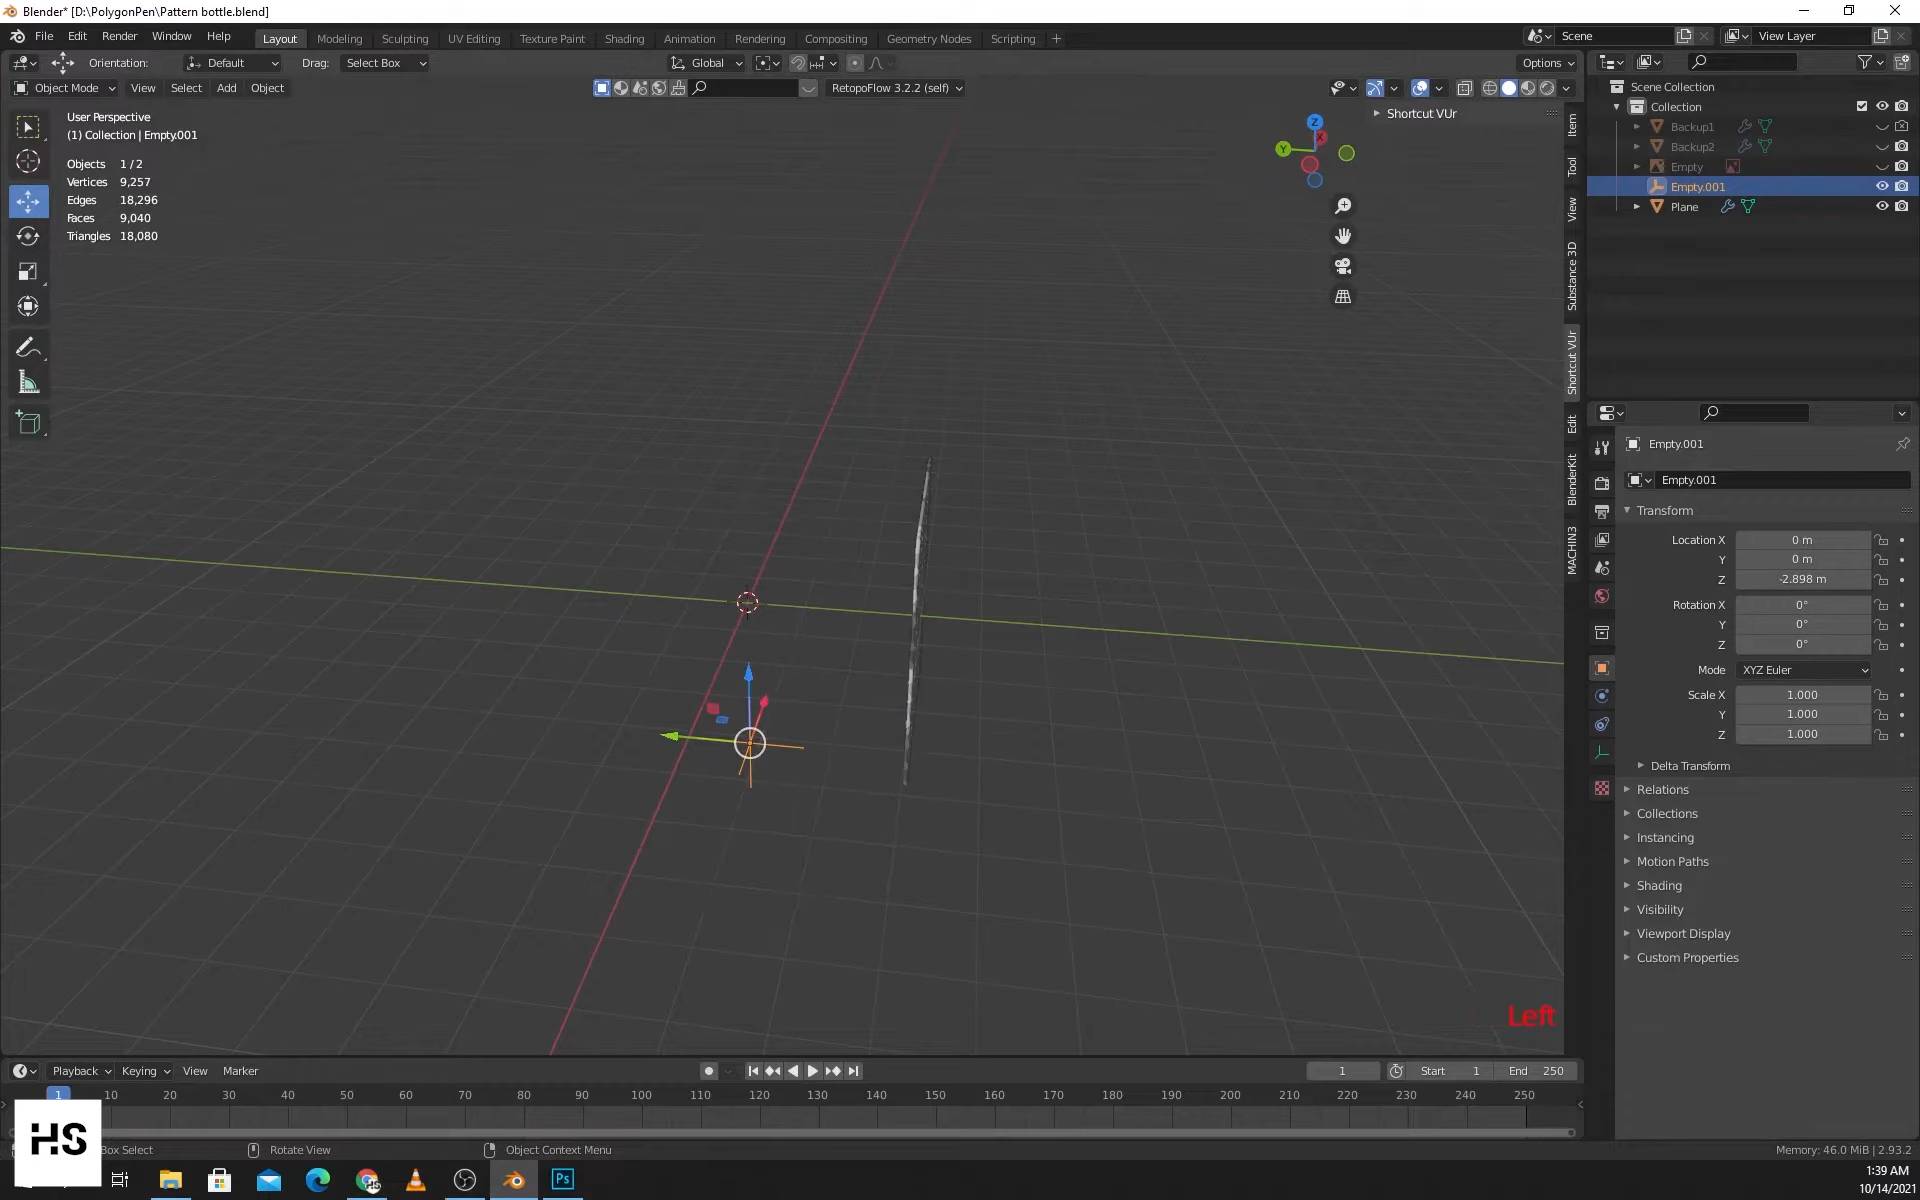 Blender* [D:\PolygonPen\Pattern bottle.blend]
File Edit Render Window Help Layout Modeling Sculpting UV Editing Texture Paint Shading Animation Rendering Compositing Geometry Nodes Scripting + Scene View Layer
Orientation: Default Drag: Select Box Global Options
Object Mode View Select Add Object RetopoFlow 3.2.2 (self)
User Perspective
(1) Collection | Empty.001
Objects 1 / 2
Vertices 9,257
Edges 18,296
Faces 9,040
Triangles 18,080
Shortcut VUr
Z
X
Y
Item
Tool
View
Substance 3D
Shortcut VUr
Edit
BlenderKit
MACHIN3
Scene Collection
Collection
Backup1
Backup2
Empty
Empty.001
Plane
Empty.001
Empty.001
Transform
Location X 0 m
Y 0 m
Z -2.898 m
Rotation X 0°
Y 0°
Z 0°
Mode XYZ Euler
Scale X 1.000
Y 1.000
Z 1.000
Delta Transform
Relations
Collections
Instancing
Motion Paths
Shading
Visibility
Viewport Display
Custom Properties
Left
Playback Keying View Marker 1 Start 1 End 250
1 10 20 30 40 50 60 70 80 90 100 110 120 130 140 150 160 170 180 190 200 210 220 230 240 250
HS
Box Select Rotate View Object Context Menu Memory: 46.0 MiB | 2.93.2
Ps
1:39 AM
10/14/2021